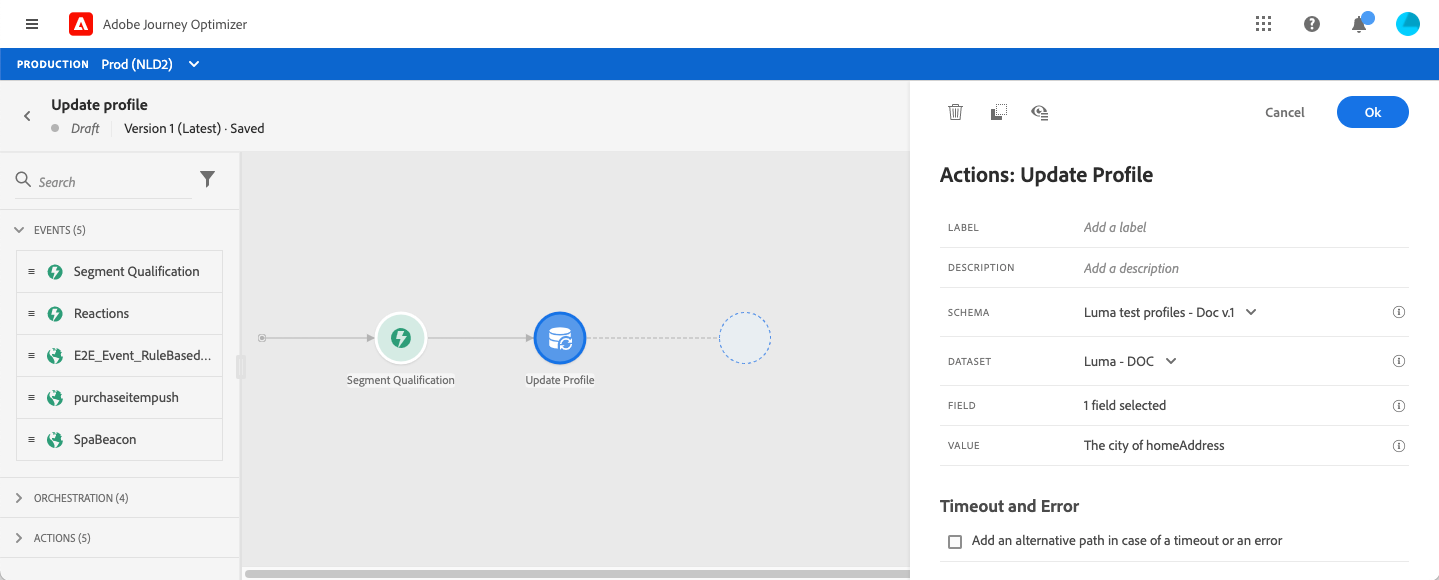 Adobe Journey Optimizer
PRODUCTION Prod (NLD2)
Update profile
Draft Version 1 (Latest) · Saved
Search
EVENTS (5)
Segment Qualification
Reactions
E2E_Event_RuleBased...
purchaseitempush
SpaBeacon
ORCHESTRATION (4)
ACTIONS (5)
Segment Qualification
Update Profile
Cancel Ok
Actions: Update Profile
LABEL Add a label
DESCRIPTION Add a description
SCHEMA Luma test profiles - Doc v.1
DATASET Luma - DOC
FIELD 1 field selected
VALUE The city of homeAddress
Timeout and Error
Add an alternative path in case of a timeout or an error